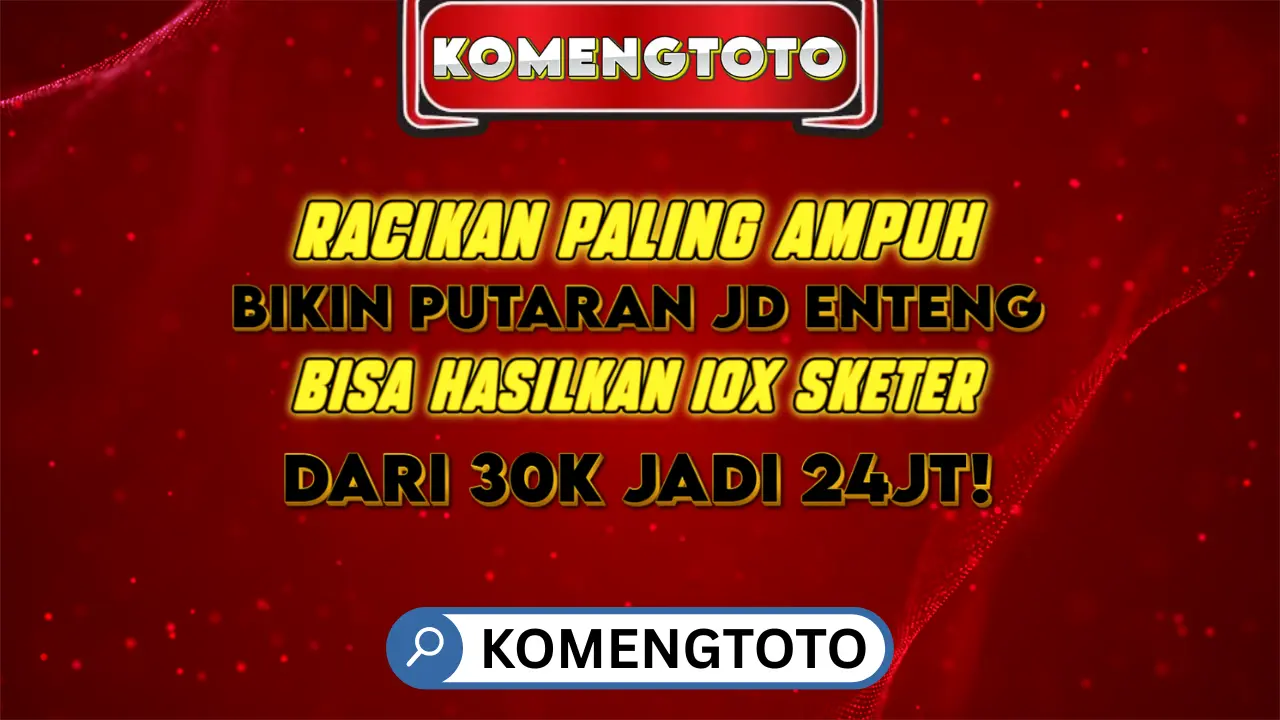 KOMENGTOTO
RACIKAN PALING AMPUH
BIKIN PUTARAN JD ENTENG
BISA HASILKAN 10X SKETER
DARI 30K JADI 24JT!
KOMENGTOTO